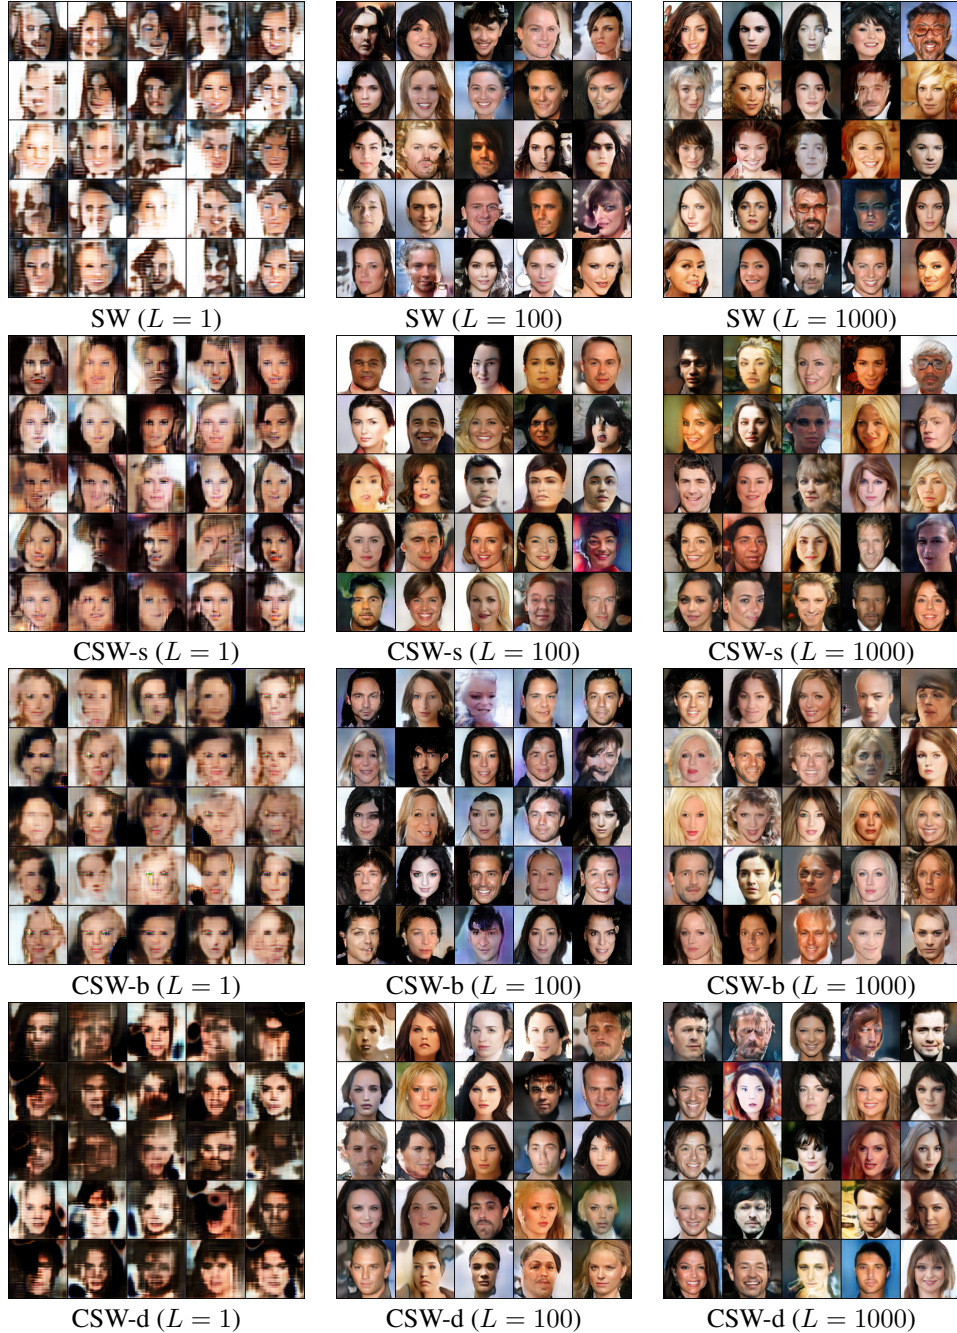 SW (L = 1) SW (L = 100) SW (L = 1000)
CSW-s (L = 1) CSW-s (L = 100) CSW-s (L = 1000)
CSW-b (L = 1) CSW-b (L = 100) CSW-b (L = 1000)
CSW-d (L = 1) CSW-d (L = 100) CSW-d (L = 1000)